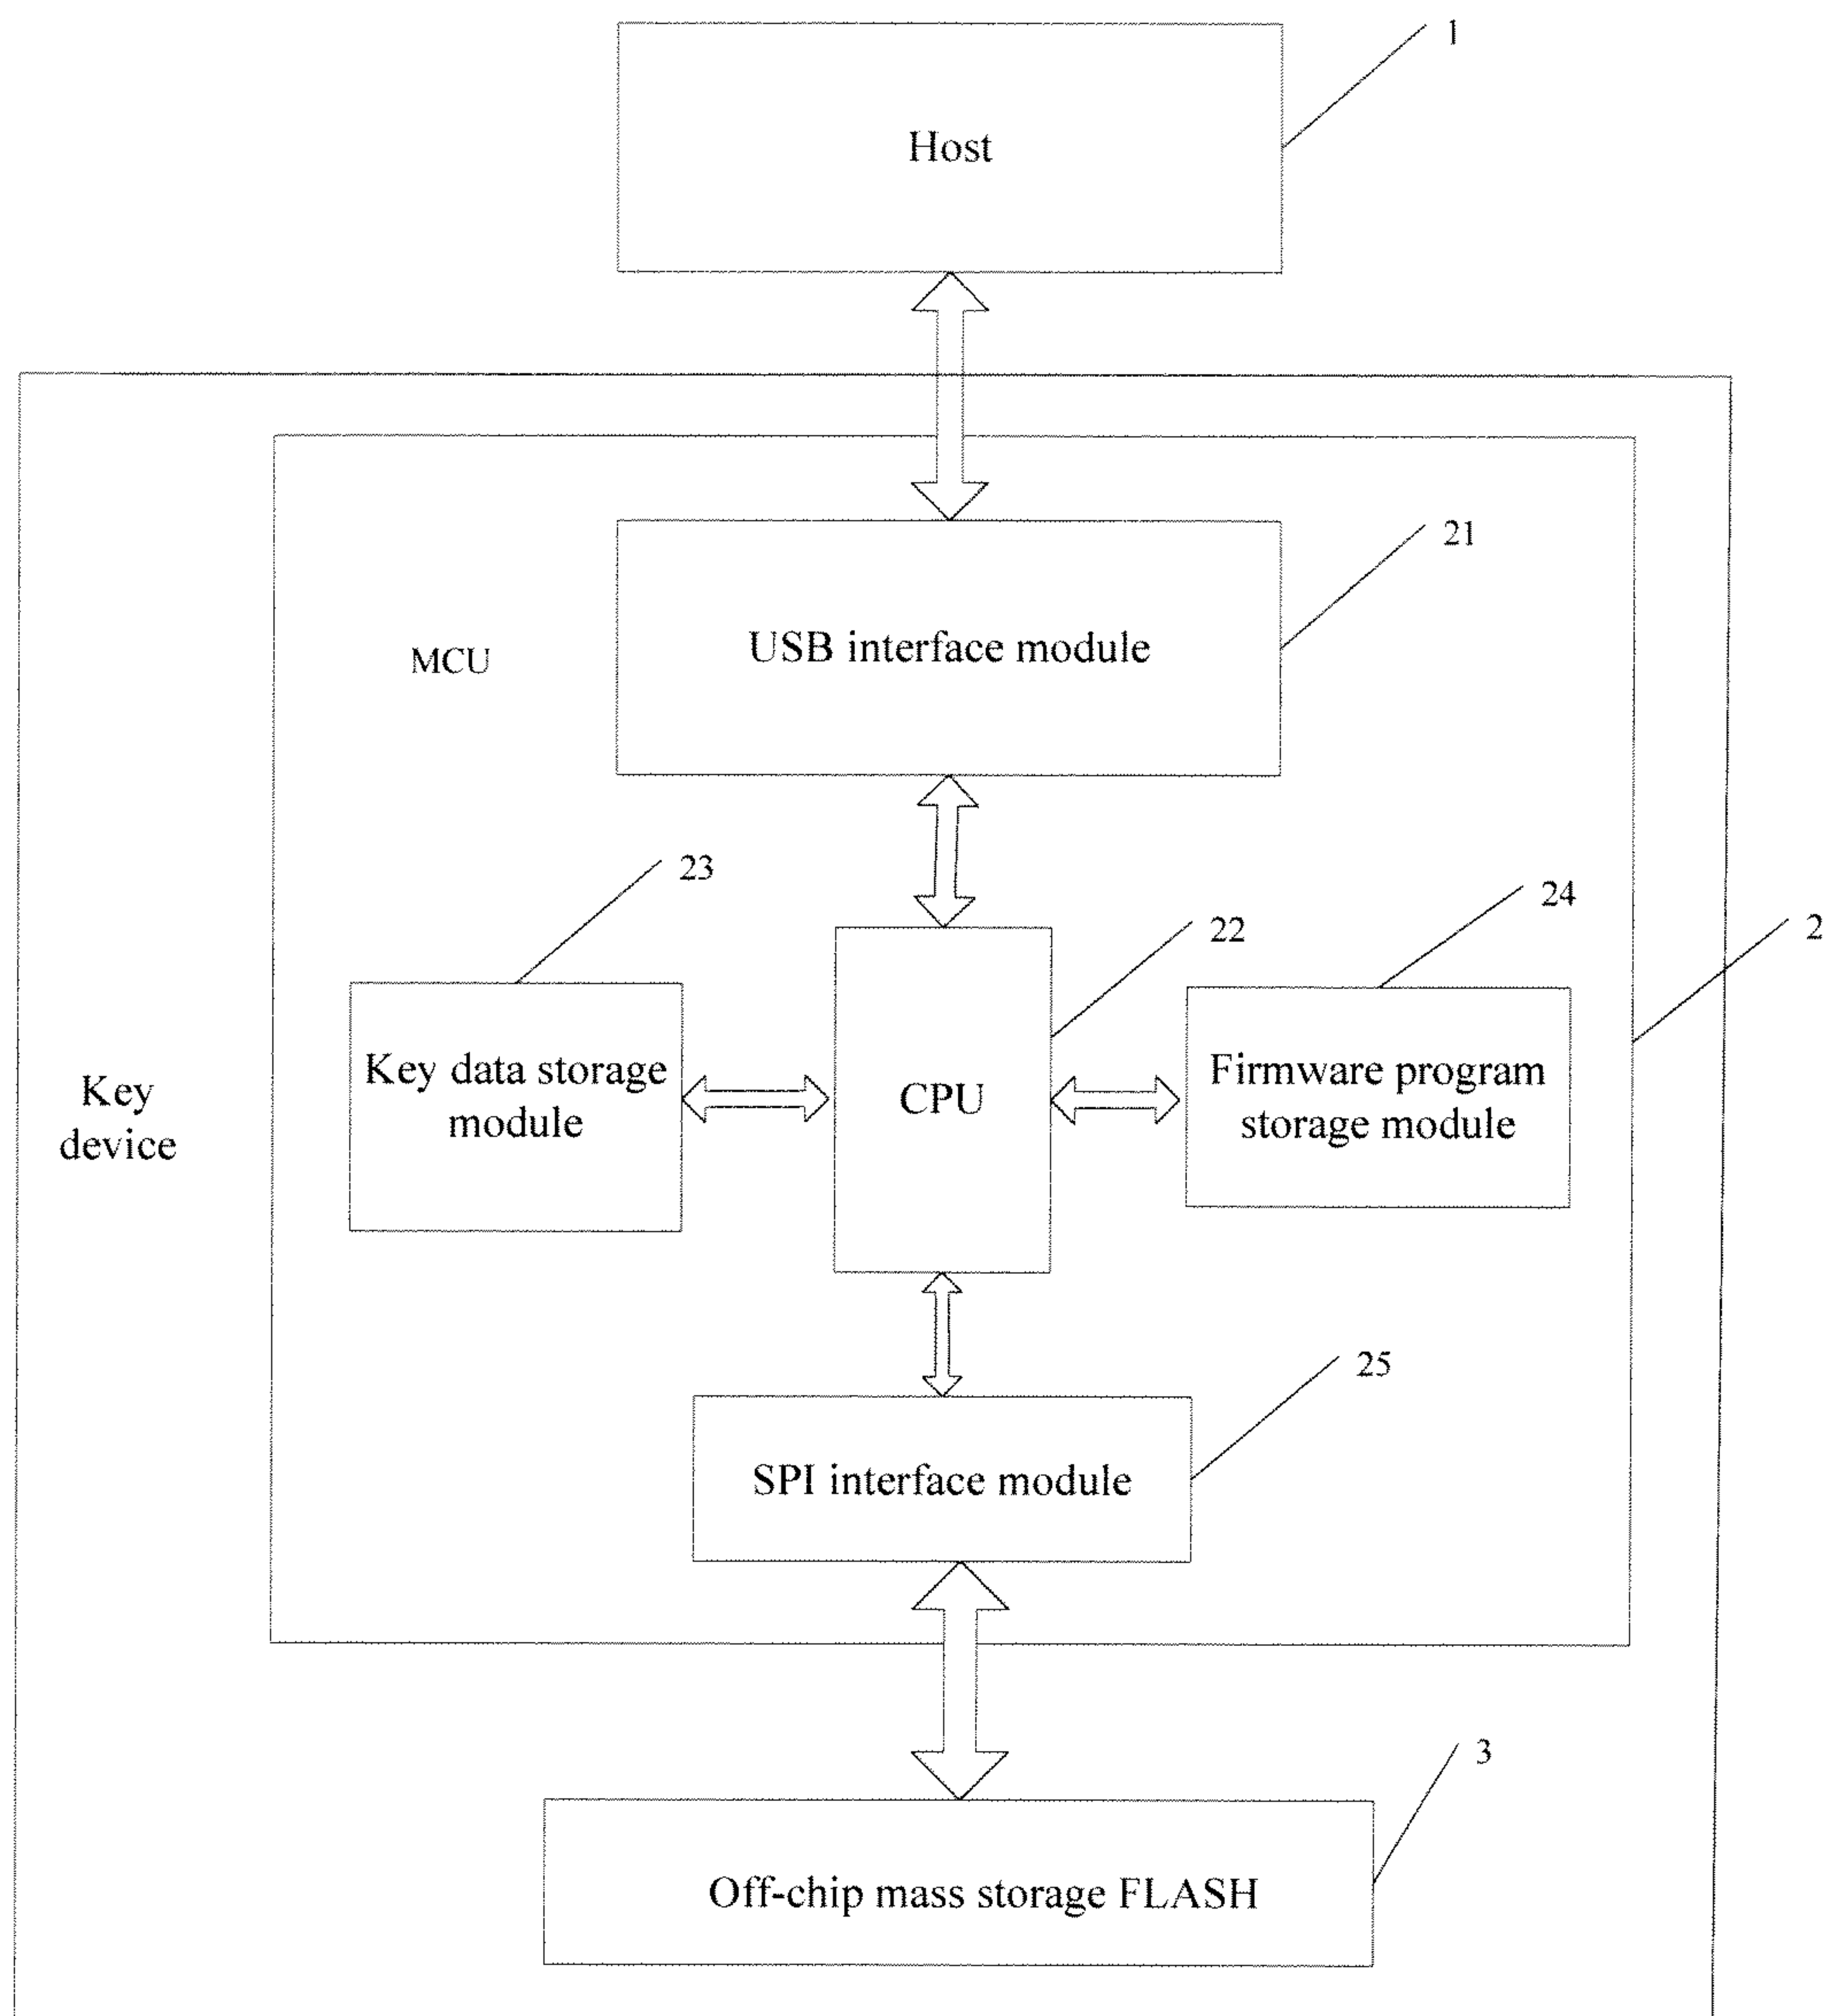 1
Host
21
USB interface module
MCU
23
24
22
2
Key data storage
module
CPU
Firmware program
storage module
Key
device
25
SPI interface module
3
Off-chip mass storage FLASH